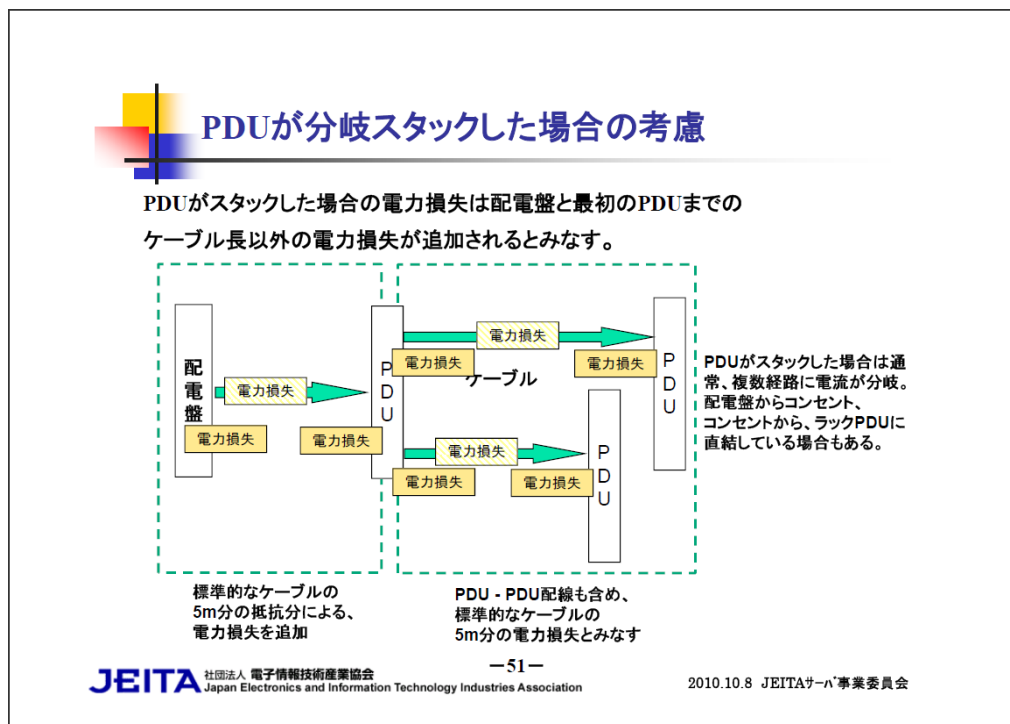 PDUが分岐スタックした場合の考慮
PDUがスタックした場合の電力損失は配電盤と最初のPDUまでの
ケーブル長以外の電力損失が追加されるとみなす。
配電盤
電力損失
電力損失
電力損失
PDU
電力損失
電力損失
電力損失
ケーブル
PDU
電力損失
電力損失
電力損失
PDU
PDUがスタックした場合は通
常、複数経路に電流が分岐。
配電盤からコンセント、
コンセントから、ラックPDUに
直結している場合もある。
標準的なケーブルの
5m分の抵抗分による、
電力損失を追加
PDU - PDU配線も含め、
標準的なケーブルの
5m分の電力損失とみなす
－51－
JEITA 社団法人 電子情報技術産業協会
Japan Electronics and Information Technology Industries Association
2010.10.8 JEITAサーバ事業委員会